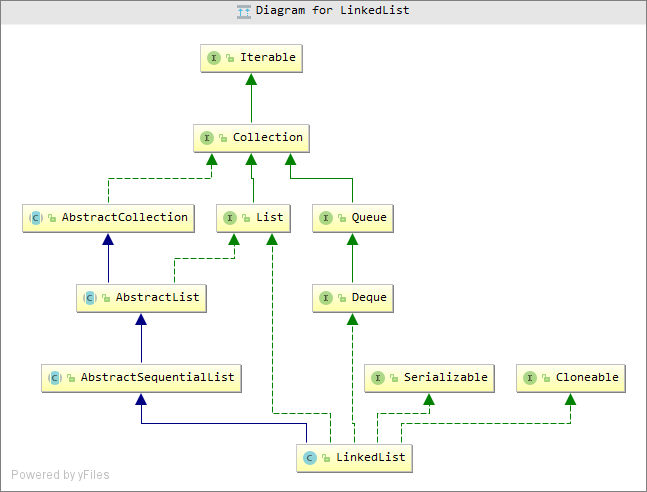 Diagram for LinkedList
I Iterable
I Collection
C AbstractCollection
I List
I Queue
C AbstractList
I Deque
C AbstractSequentialList
I Serializable
I Cloneable
C LinkedList
Powered by yFiles